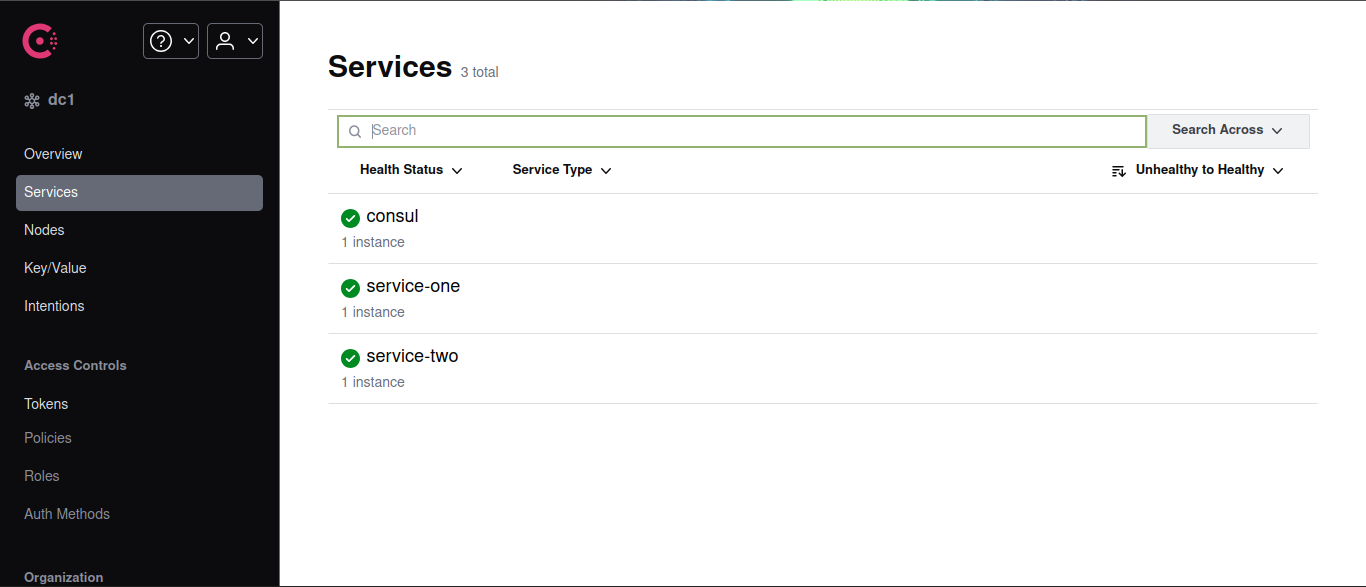 dc1
Overview
Services
Nodes
Key/Value
Intentions
Access Controls
Tokens
Policies
Roles
Auth Methods
Organization
Services 3 total
Search
Search Across
Health Status Service Type Unhealthy to Healthy
consul
1 instance
service-one
1 instance
service-two
1 instance